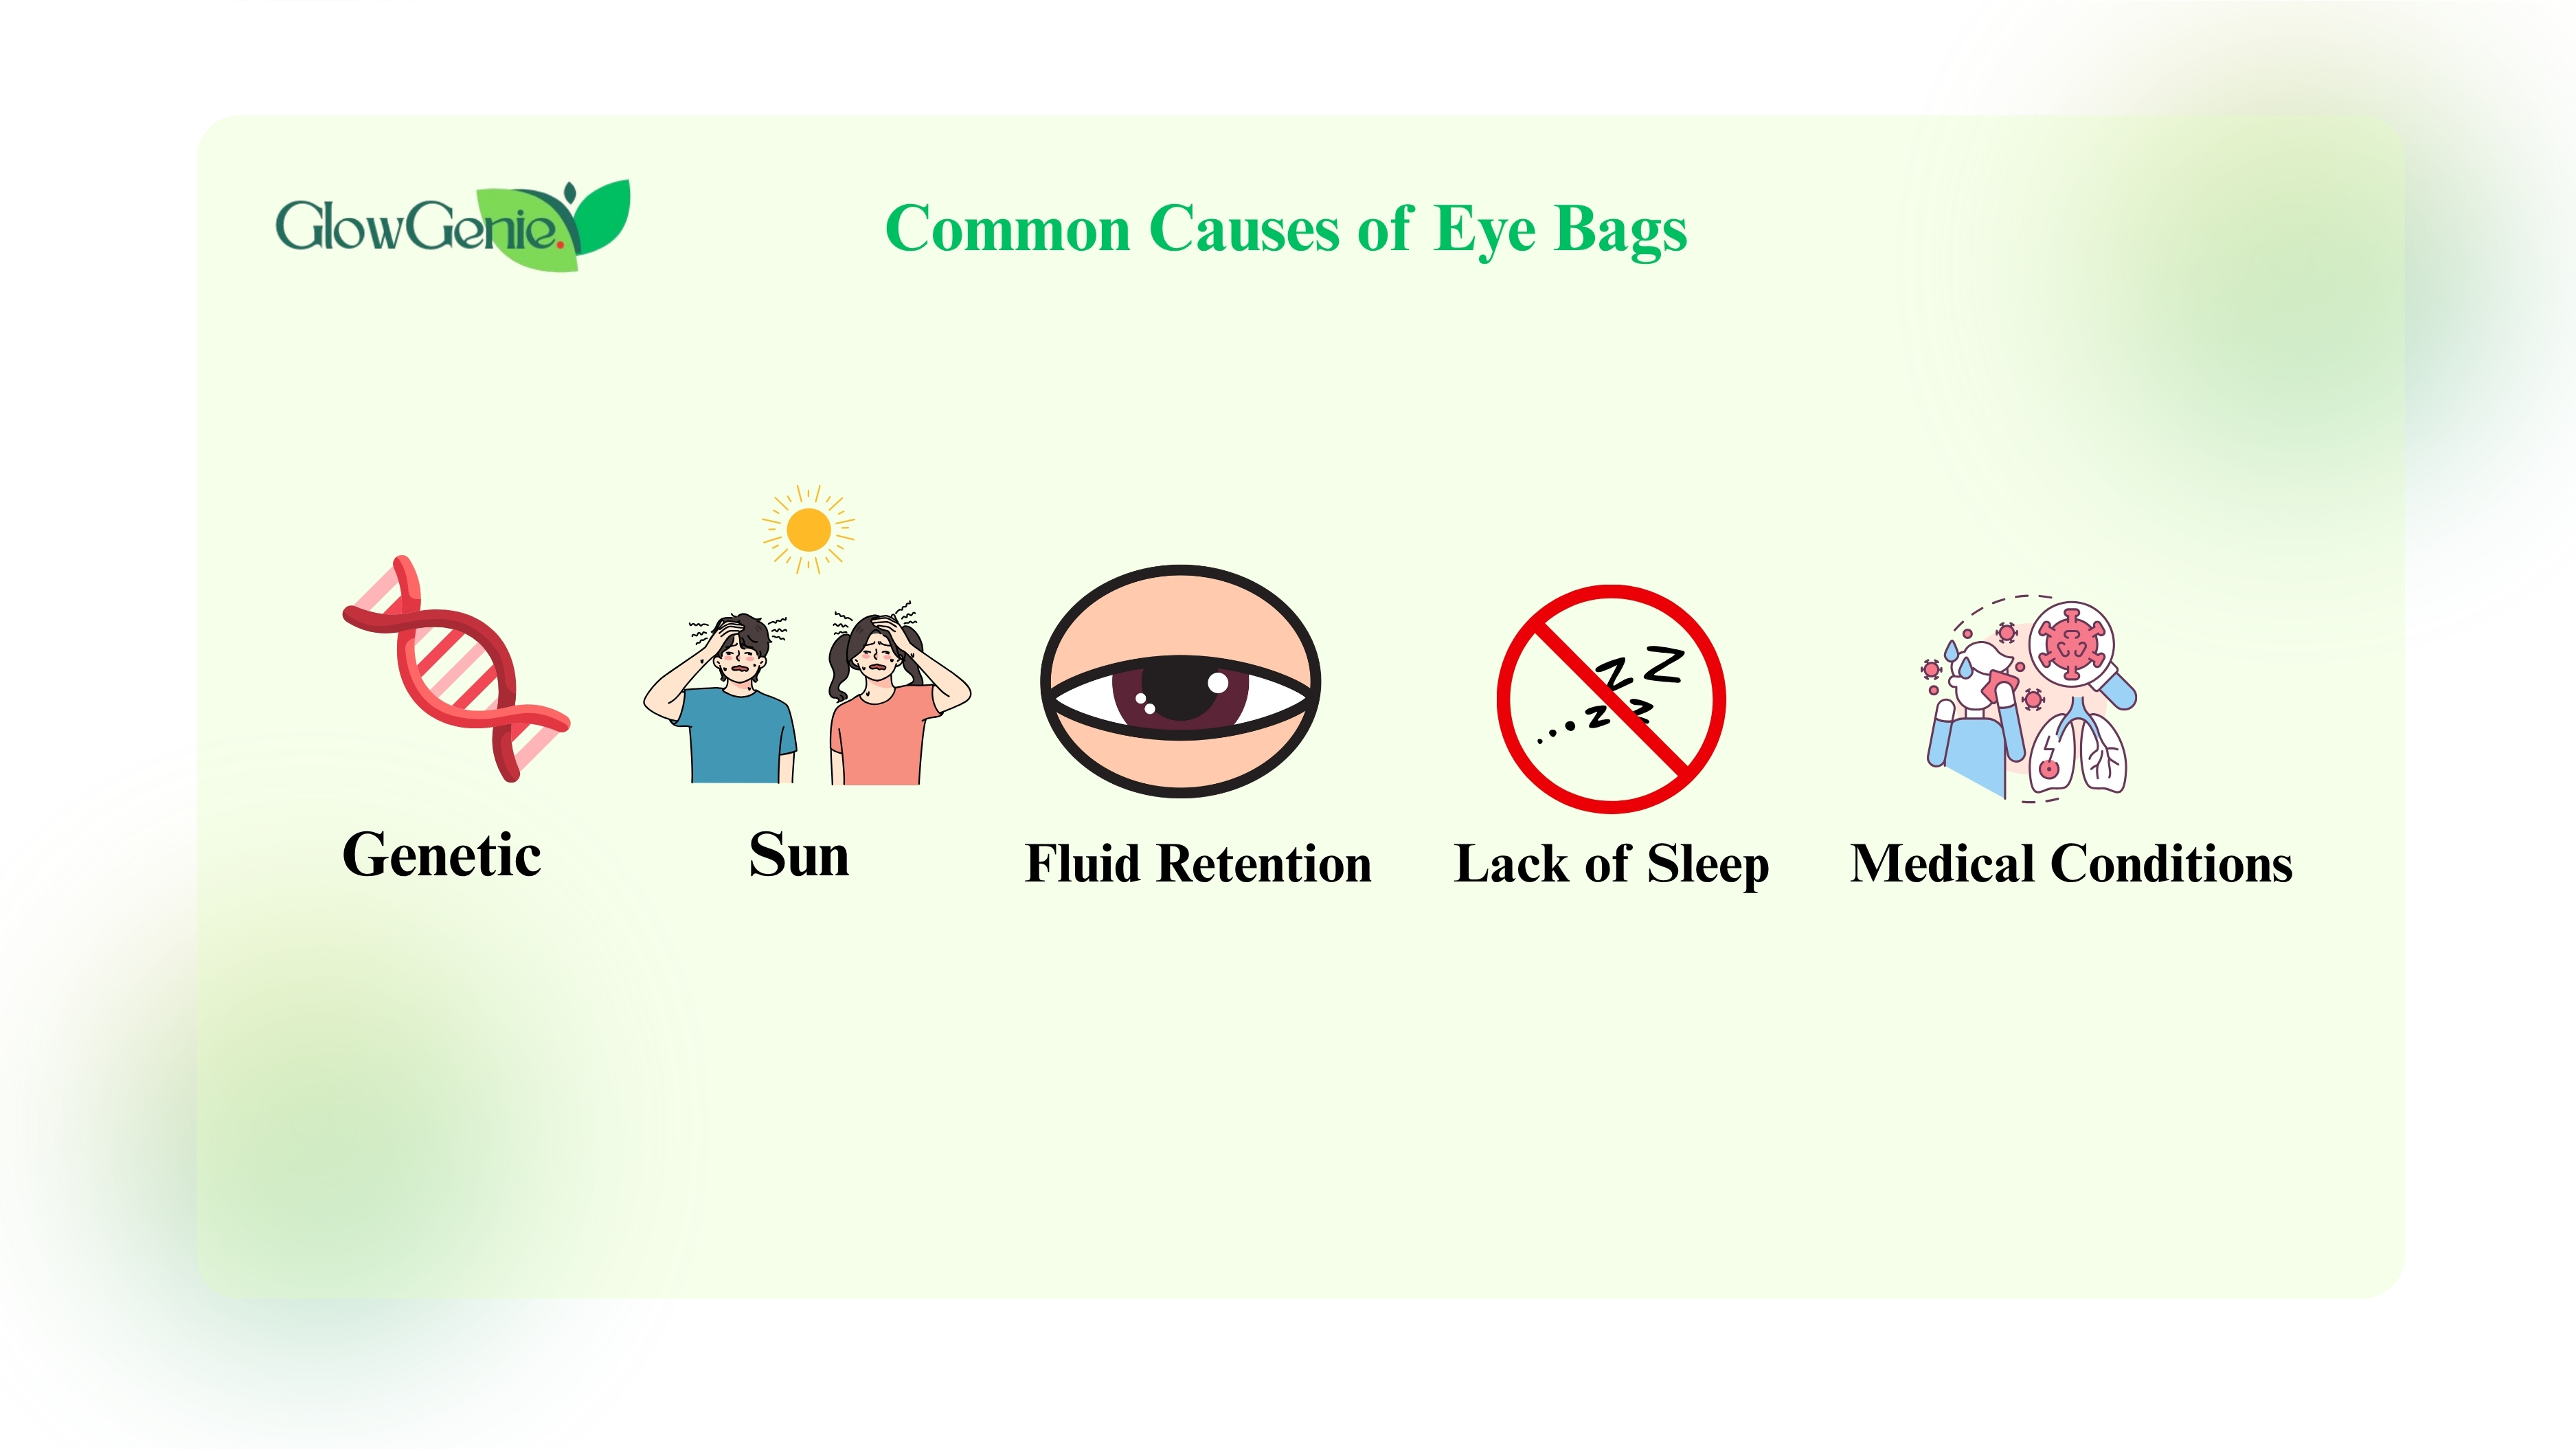 GlowGenie.
Common Causes of Eye Bags
z Z
z z
Genetic
Sun
Fluid Retention
Lack of Sleep
Medical Conditions